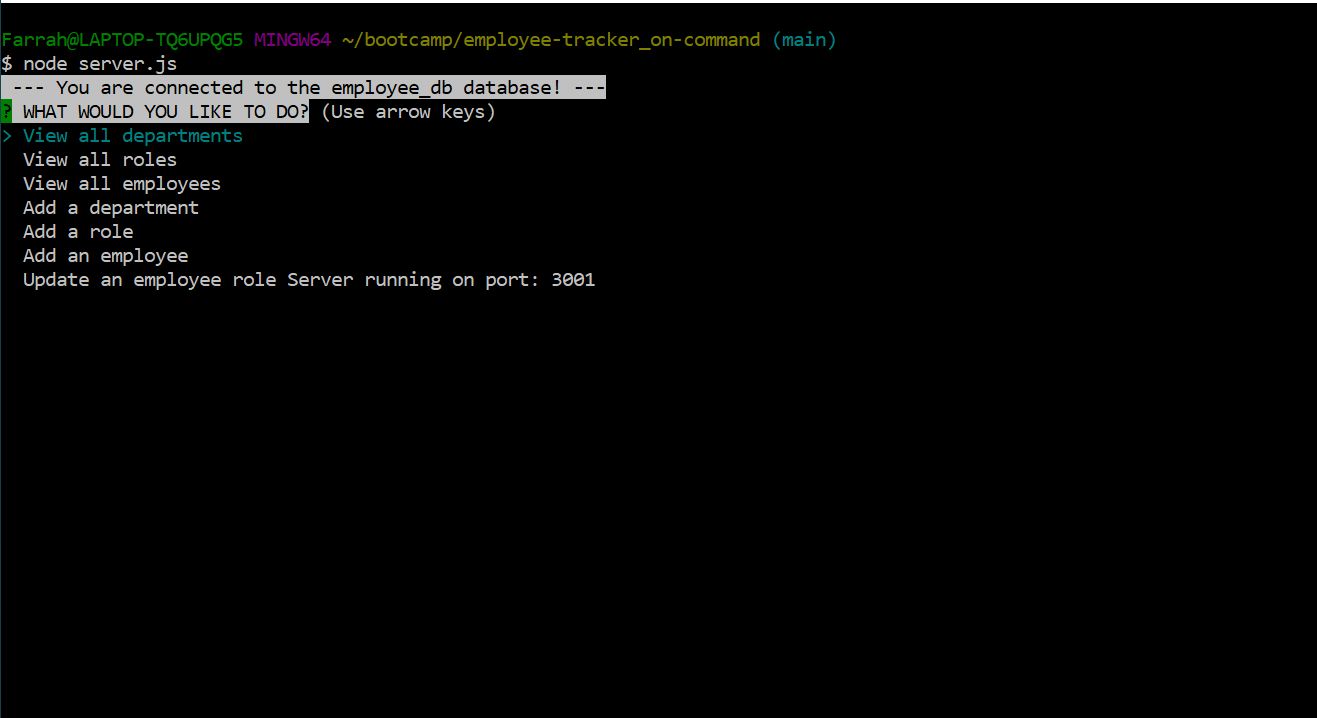 Farrah@LAPTOP-TQ6UPQG5 MINGW64 ~/bootcamp/employee-tracker_on-command (main)
$ node server.js
--- You are connected to the employee_db database! ---
? WHAT WOULD YOU LIKE TO DO? (Use arrow keys)
> View all departments
View all roles
View all employees
Add a department
Add a role
Add an employee
Update an employee role Server running on port: 3001